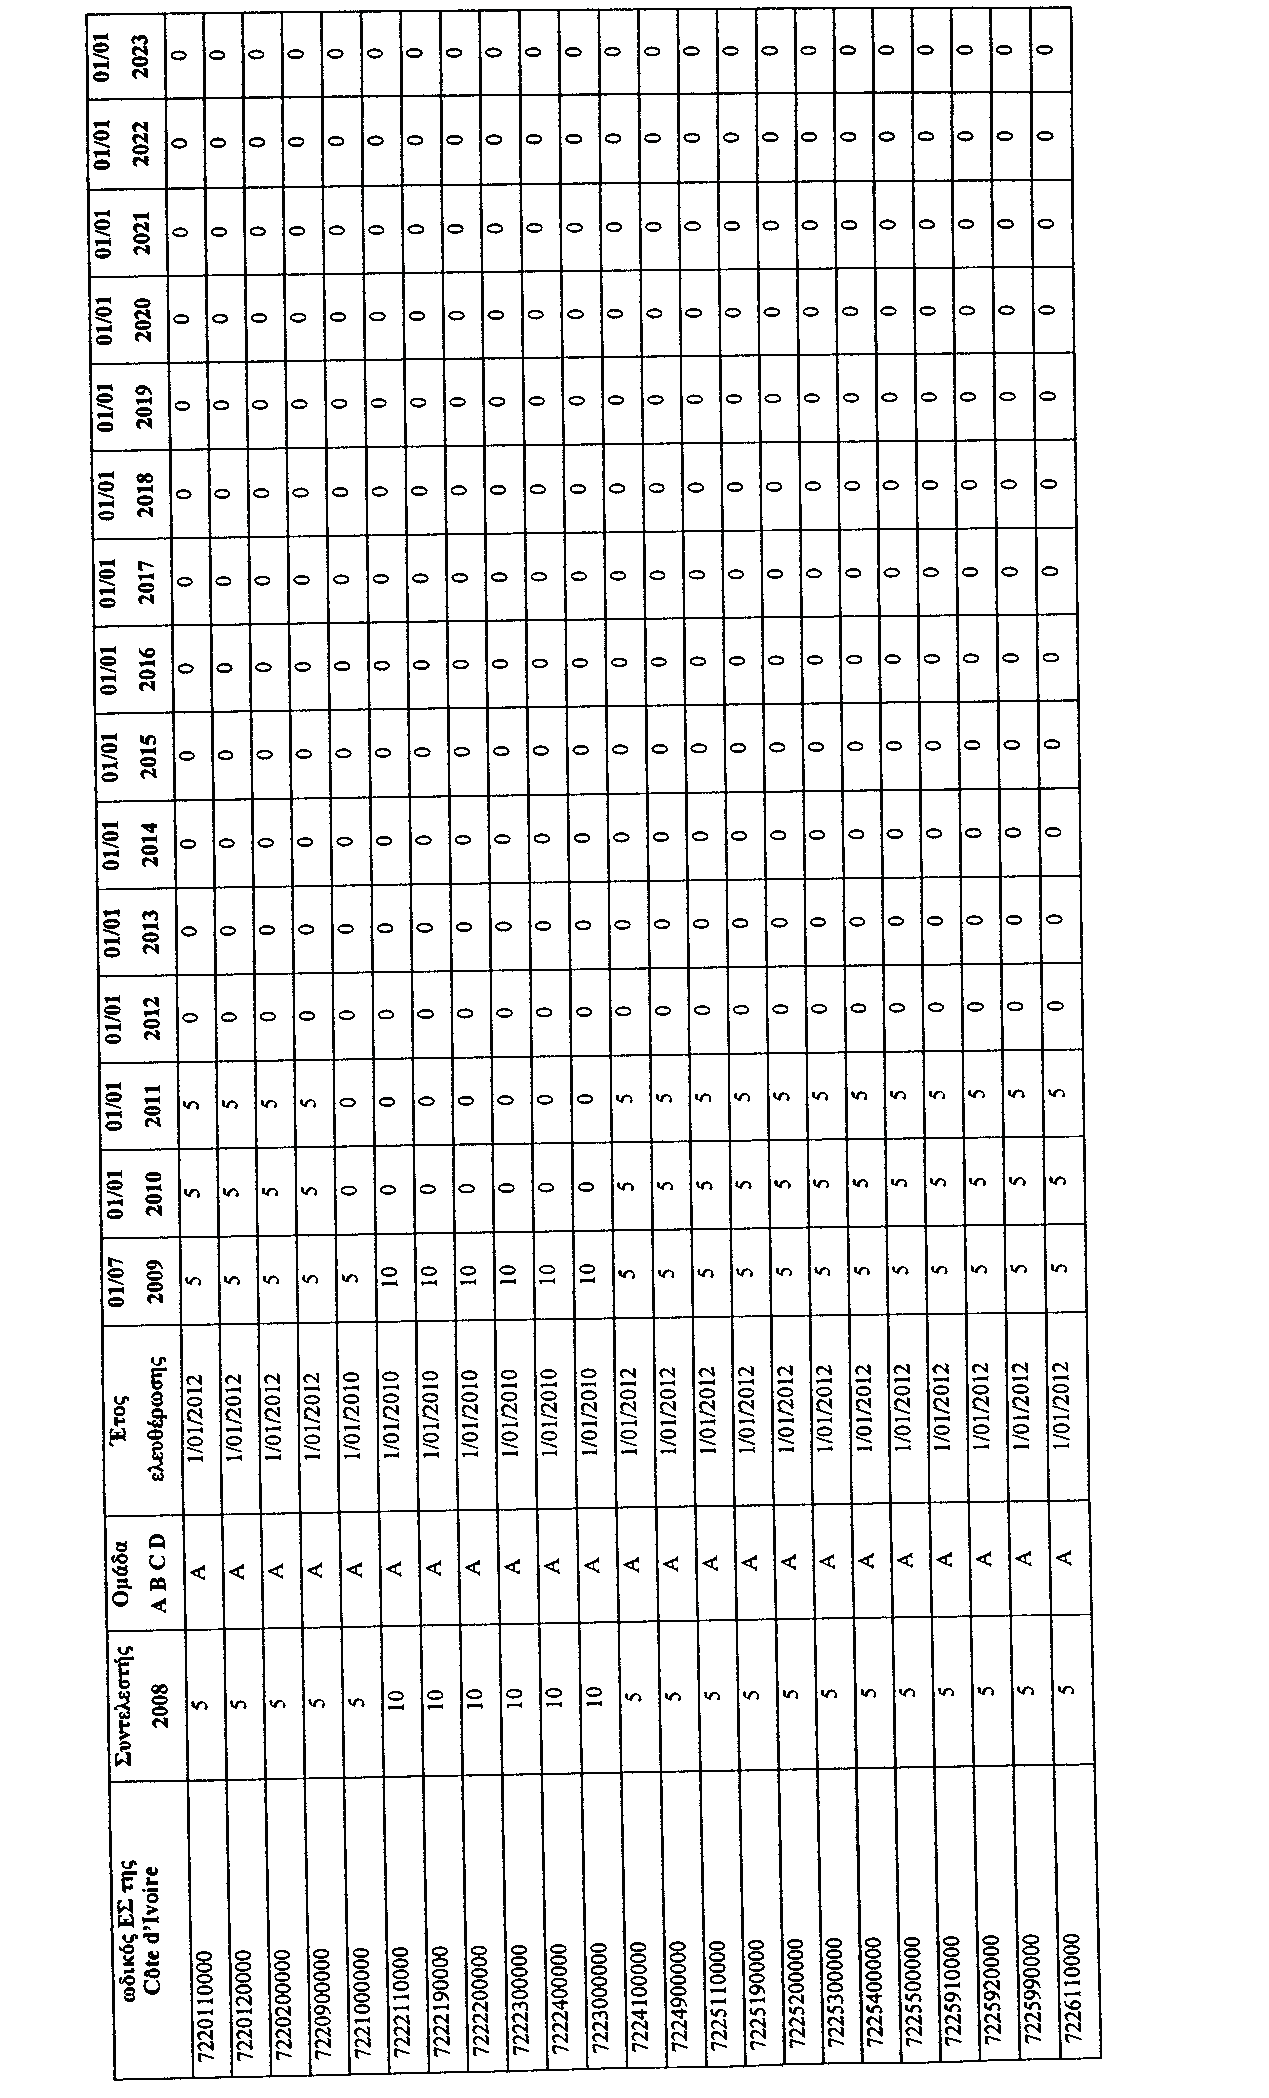 ωδικός ΕΣ της Côte d'Ivoire Συντελεστής 2008 Ομάδα A B C D Έτος ελευθέρωσης 01/07 2009 01/01 2010 01/01 2011 01/01 2012 01/01 2013 01/01 2014 01/01 2015 01/01 2016 01/01 2017 01/01 2018 01/01 2019 01/01 2020 01/01 2021 01/01 2022 01/01 2023
7220110000 5 A 1/01/2012 5 5 5 0 0 0 0 0 0 0 0 0 0 0 0
7220120000 5 A 1/01/2012 5 5 5 0 0 0 0 0 0 0 0 0 0 0 0
7220200000 5 A 1/01/2012 5 5 5 0 0 0 0 0 0 0 0 0 0 0 0
7220900000 5 A 1/01/2012 5 5 5 0 0 0 0 0 0 0 0 0 0 0 0
7221000000 5 A 1/01/2010 5 0 0 0 0 0 0 0 0 0 0 0 0 0 0
7222110000 10 A 1/01/2010 10 0 0 0 0 0 0 0 0 0 0 0 0 0 0
7222190000 10 A 1/01/2010 10 0 0 0 0 0 0 0 0 0 0 0 0 0 0
7222200000 10 A 1/01/2010 10 0 0 0 0 0 0 0 0 0 0 0 0 0 0
7222300000 10 A 1/01/2010 10 0 0 0 0 0 0 0 0 0 0 0 0 0 0
7222400000 10 A 1/01/2010 10 0 0 0 0 0 0 0 0 0 0 0 0 0 0
7223000000 10 A 1/01/2010 10 0 0 0 0 0 0 0 0 0 0 0 0 0 0
7224100000 5 A 1/01/2012 5 5 5 0 0 0 0 0 0 0 0 0 0 0 0
7224900000 5 A 1/01/2012 5 5 5 0 0 0 0 0 0 0 0 0 0 0 0
7225110000 5 A 1/01/2012 5 5 5 0 0 0 0 0 0 0 0 0 0 0 0
7225190000 5 A 1/01/2012 5 5 5 0 0 0 0 0 0 0 0 0 0 0 0
7225200000 5 A 1/01/2012 5 5 5 0 0 0 0 0 0 0 0 0 0 0 0
7225300000 5 A 1/01/2012 5 5 5 0 0 0 0 0 0 0 0 0 0 0 0
7225400000 5 A 1/01/2012 5 5 5 0 0 0 0 0 0 0 0 0 0 0 0
7225500000 5 A 1/01/2012 5 5 5 0 0 0 0 0 0 0 0 0 0 0 0
7225910000 5 A 1/01/2012 5 5 5 0 0 0 0 0 0 0 0 0 0 0 0
7225920000 5 A 1/01/2012 5 5 5 0 0 0 0 0 0 0 0 0 0 0 0
7225990000 5 A 1/01/2012 5 5 5 0 0 0 0 0 0 0 0 0 0 0 0
7226110000 5 A 1/01/2012 5 5 5 0 0 0 0 0 0 0 0 0 0 0 0